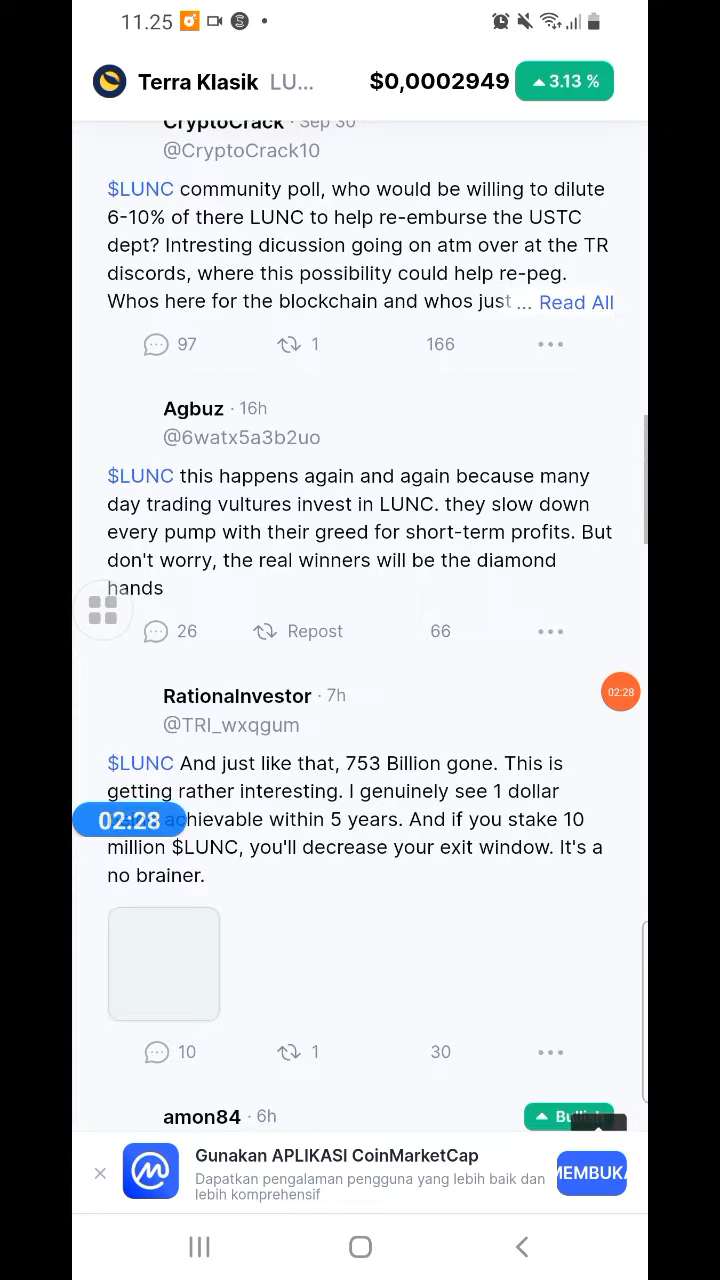 11.25
Terra Klasik LU... $0,0002949 3.13 %
CryptoCrack · Sep 30
@CryptoCrack10
$LUNC community poll, who would be willing to dilute
6-10% of there LUNC to help re-emburse the USTC
dept? Intresting dicussion going on atm over at the TR
discords, where this possibility could help re-peg.
Whos here for the blockchain and whos just ... Read All
97 1 166
Agbuz · 16h
@6watx5a3b2uo
$LUNC this happens again and again because many
day trading vultures invest in LUNC. they slow down
every pump with their greed for short-term profits. But
don't worry, the real winners will be the diamond
hands
26 Repost 66
RationalInvestor · 7h
02:28
@TRI_wxqgum
$LUNC And just like that, 753 Billion gone. This is
getting rather interesting. I genuinely see 1 dollar
02:28 achievable within 5 years. And if you stake 10
million $LUNC, you'll decrease your exit window. It's a
no brainer.
10 1 30
amon84 · 6h Bullish
Gunakan APLIKASI CoinMarketCap
Dapatkan pengalaman pengguna yang lebih baik dan
lebih komprehensif
MEMBUKA